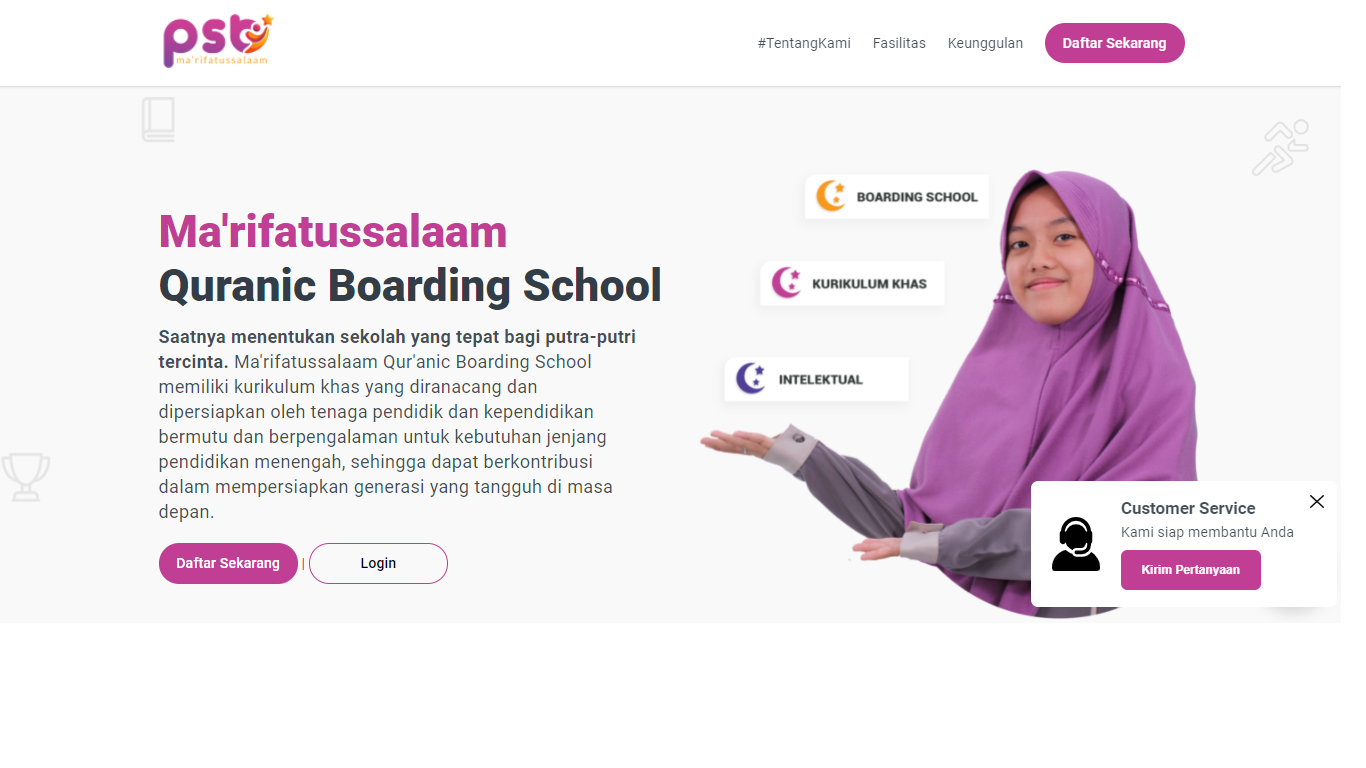 pst
ma'rifatussalaam
#TentangKami Fasilitas Keunggulan Daftar Sekarang
Ma'rifatussalaam
Quranic Boarding School
Saatnya menentukan sekolah yang tepat bagi putra-putri
tercinta. Ma'rifatussalaam Qur'anic Boarding School
memiliki kurikulum khas yang diranacang dan
dipersiapkan oleh tenaga pendidik dan kependidikan
bermutu dan berpengalaman untuk kebutuhan jenjang
pendidikan menengah, sehingga dapat berkontribusi
dalam mempersiapkan generasi yang tangguh di masa
depan.
Daftar Sekarang | Login
BOARDING SCHOOL
KURIKULUM KHAS
INTELEKTUAL
Customer Service
Kami siap membantu Anda
Kirim Pertanyaan